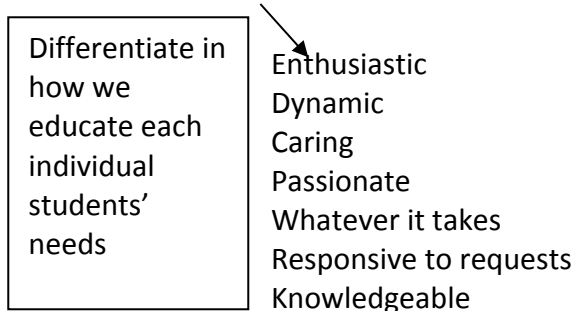 Differentiate in
how we
educate each
individual
students’
needs
Enthusiastic
Dynamic
Caring
Passionate
Whatever it takes
Responsive to requests
Knowledgeable